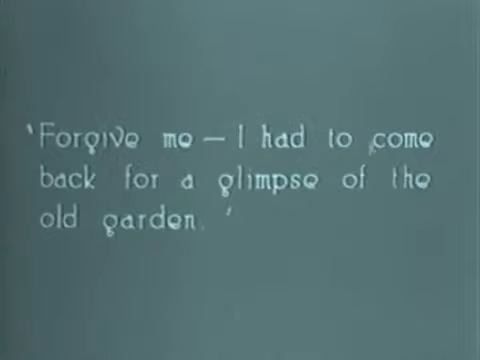 ‘Forgive me — I had to come
back for a glimpse of the
old garden.’